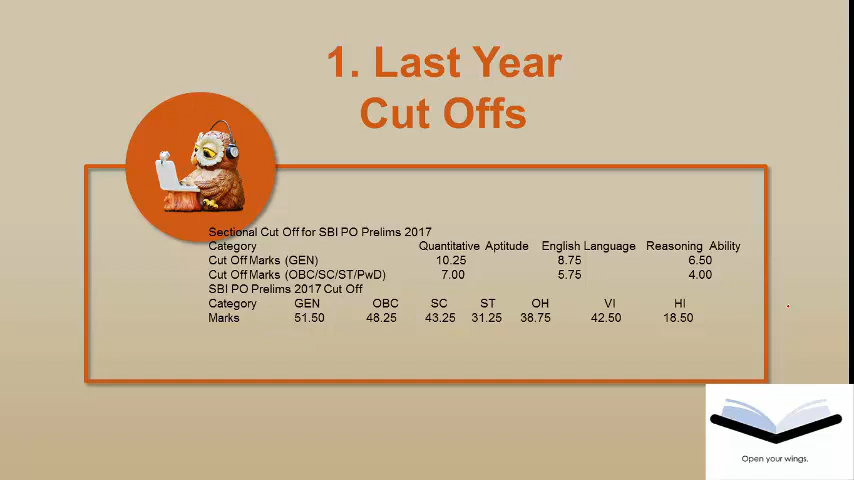 1. Last Year
Cut Offs
Sectional Cut Off for SBI PO Prelims 2017
Category Quantitative Aptitude English Language Reasoning Ability
Cut Off Marks (GEN) 10.25 8.75 6.50
Cut Off Marks (OBC/SC/ST/PwD) 7.00 5.75 4.00
SBI PO Prelims 2017 Cut Off
Category GEN OBC SC ST OH VI HI
Marks 51.50 48.25 43.25 31.25 38.75 42.50 18.50
Open your wings.